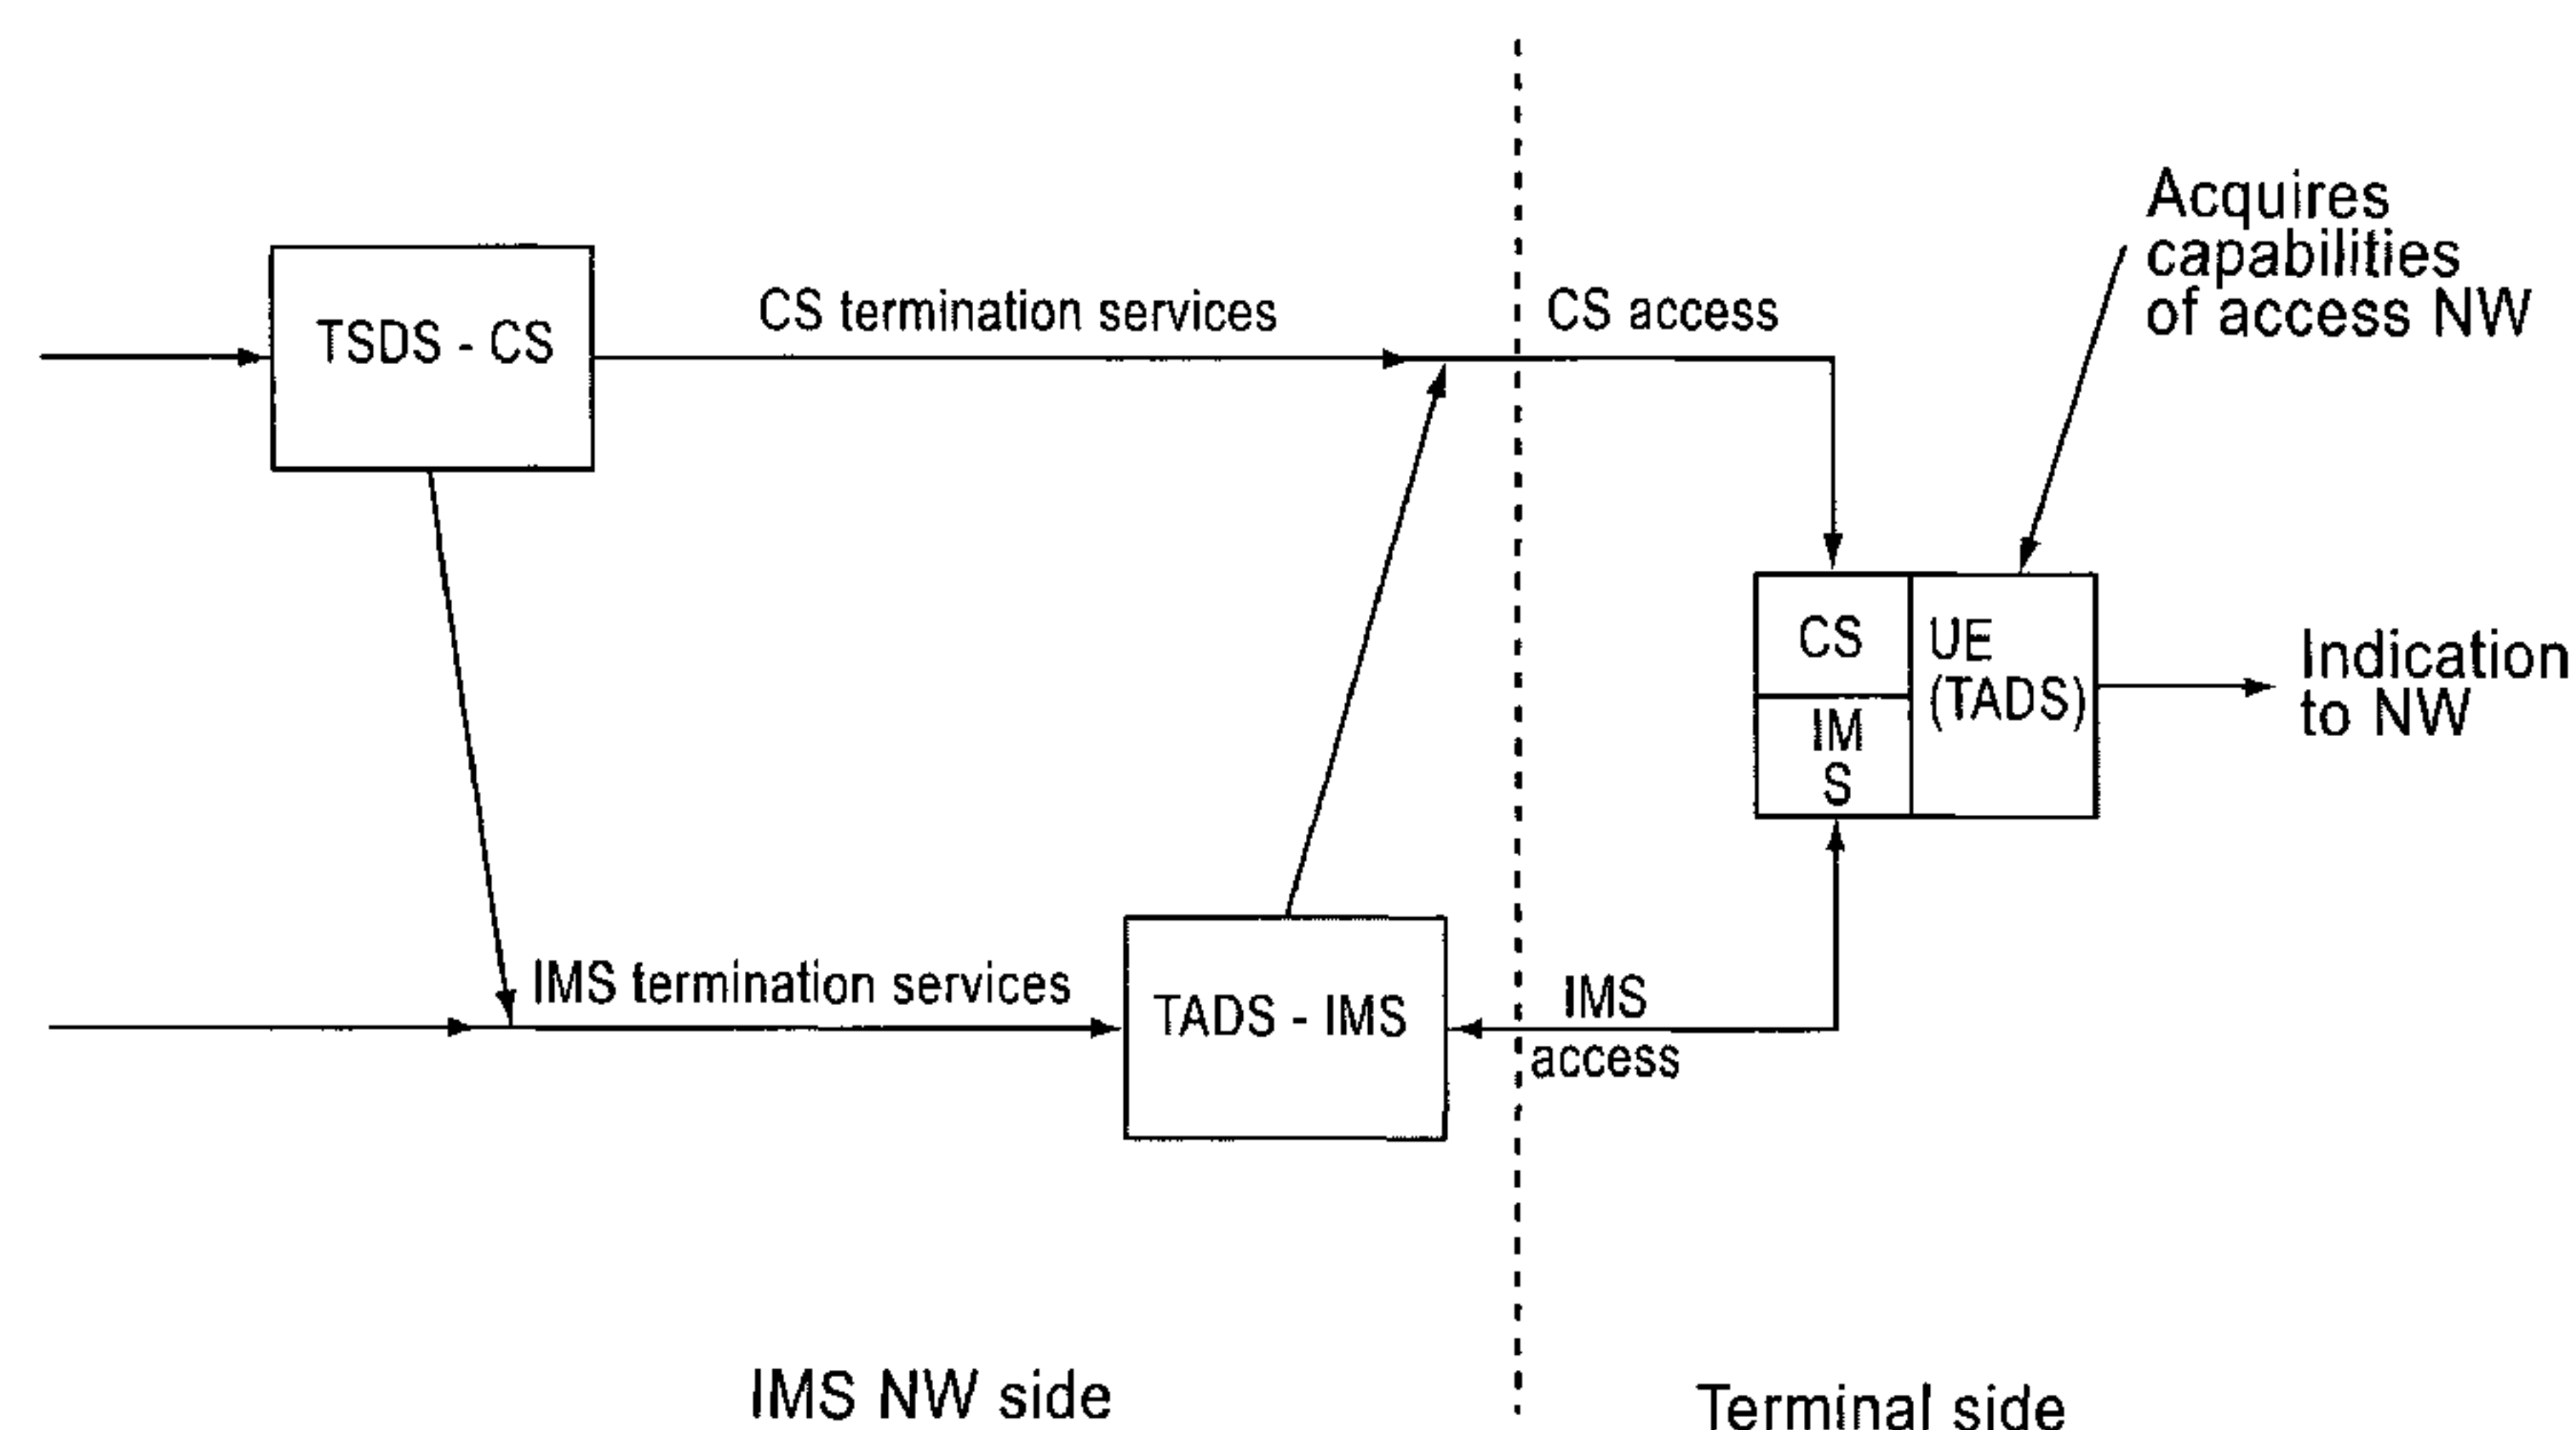 Acquires
capabilities
of access NW
CS termination services
CS access
TSDS - CS
CS
UE
(TADS)
IM
S
Indication
to NW
IMS termination services
IMS
access
TADS - IMS
IMS NW side
Terminal side